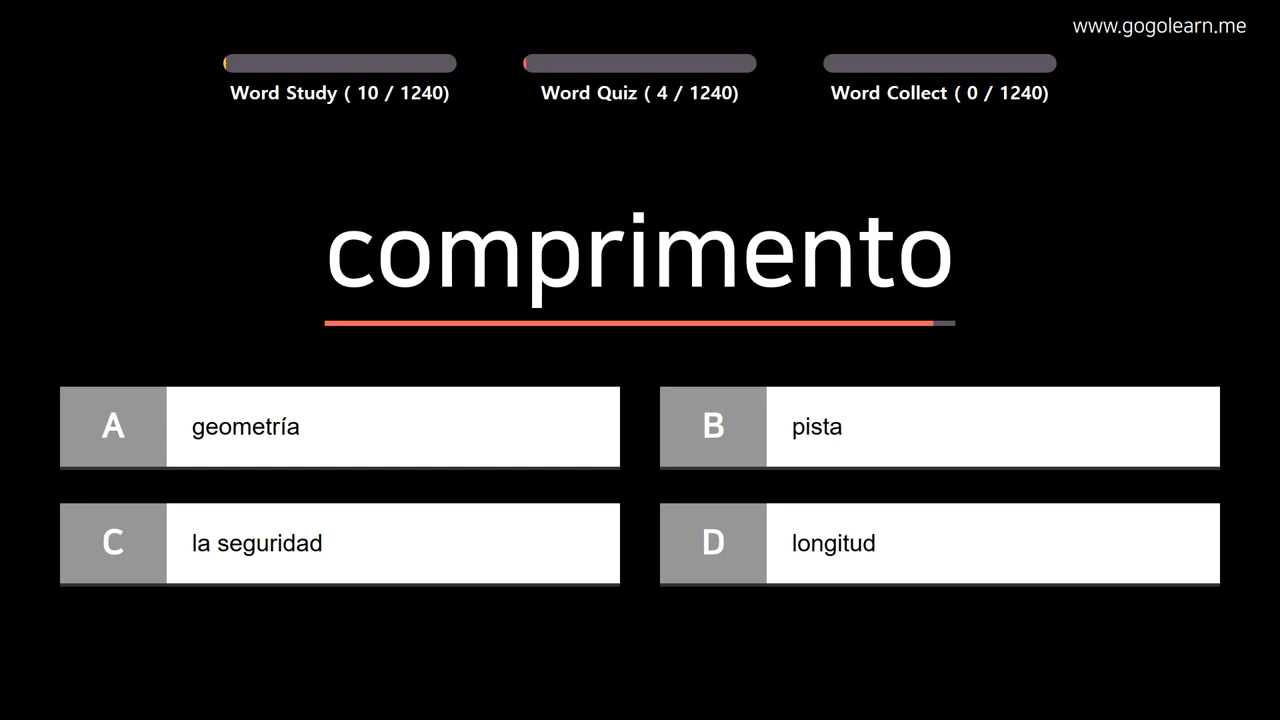 www.gogolearn.me
Word Study ( 10 / 1240)
Word Quiz ( 4 / 1240)
Word Collect ( 0 / 1240)
comprimento
A geometría
B pista
C la seguridad
D longitud